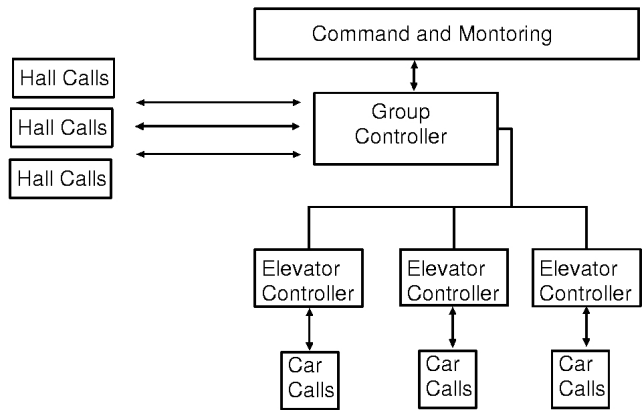 Command and Montoring
Hall Calls
Hall Calls
Hall Calls
Group
Controller
Elevator
Controller
Elevator
Controller
Elevator
Controller
Car
Calls
Car
Calls
Car
Calls